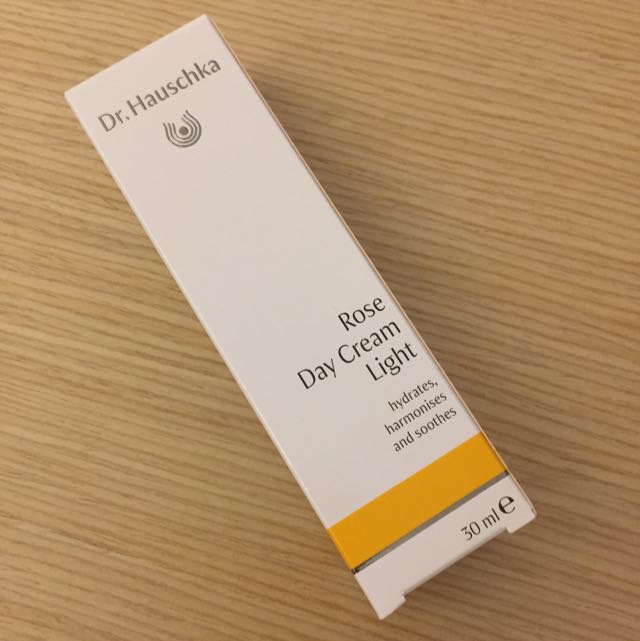 Dr. Hauschka
Rose
Day Cream
Light
hydrates,
harmonises
and soothes
30 ml ℮